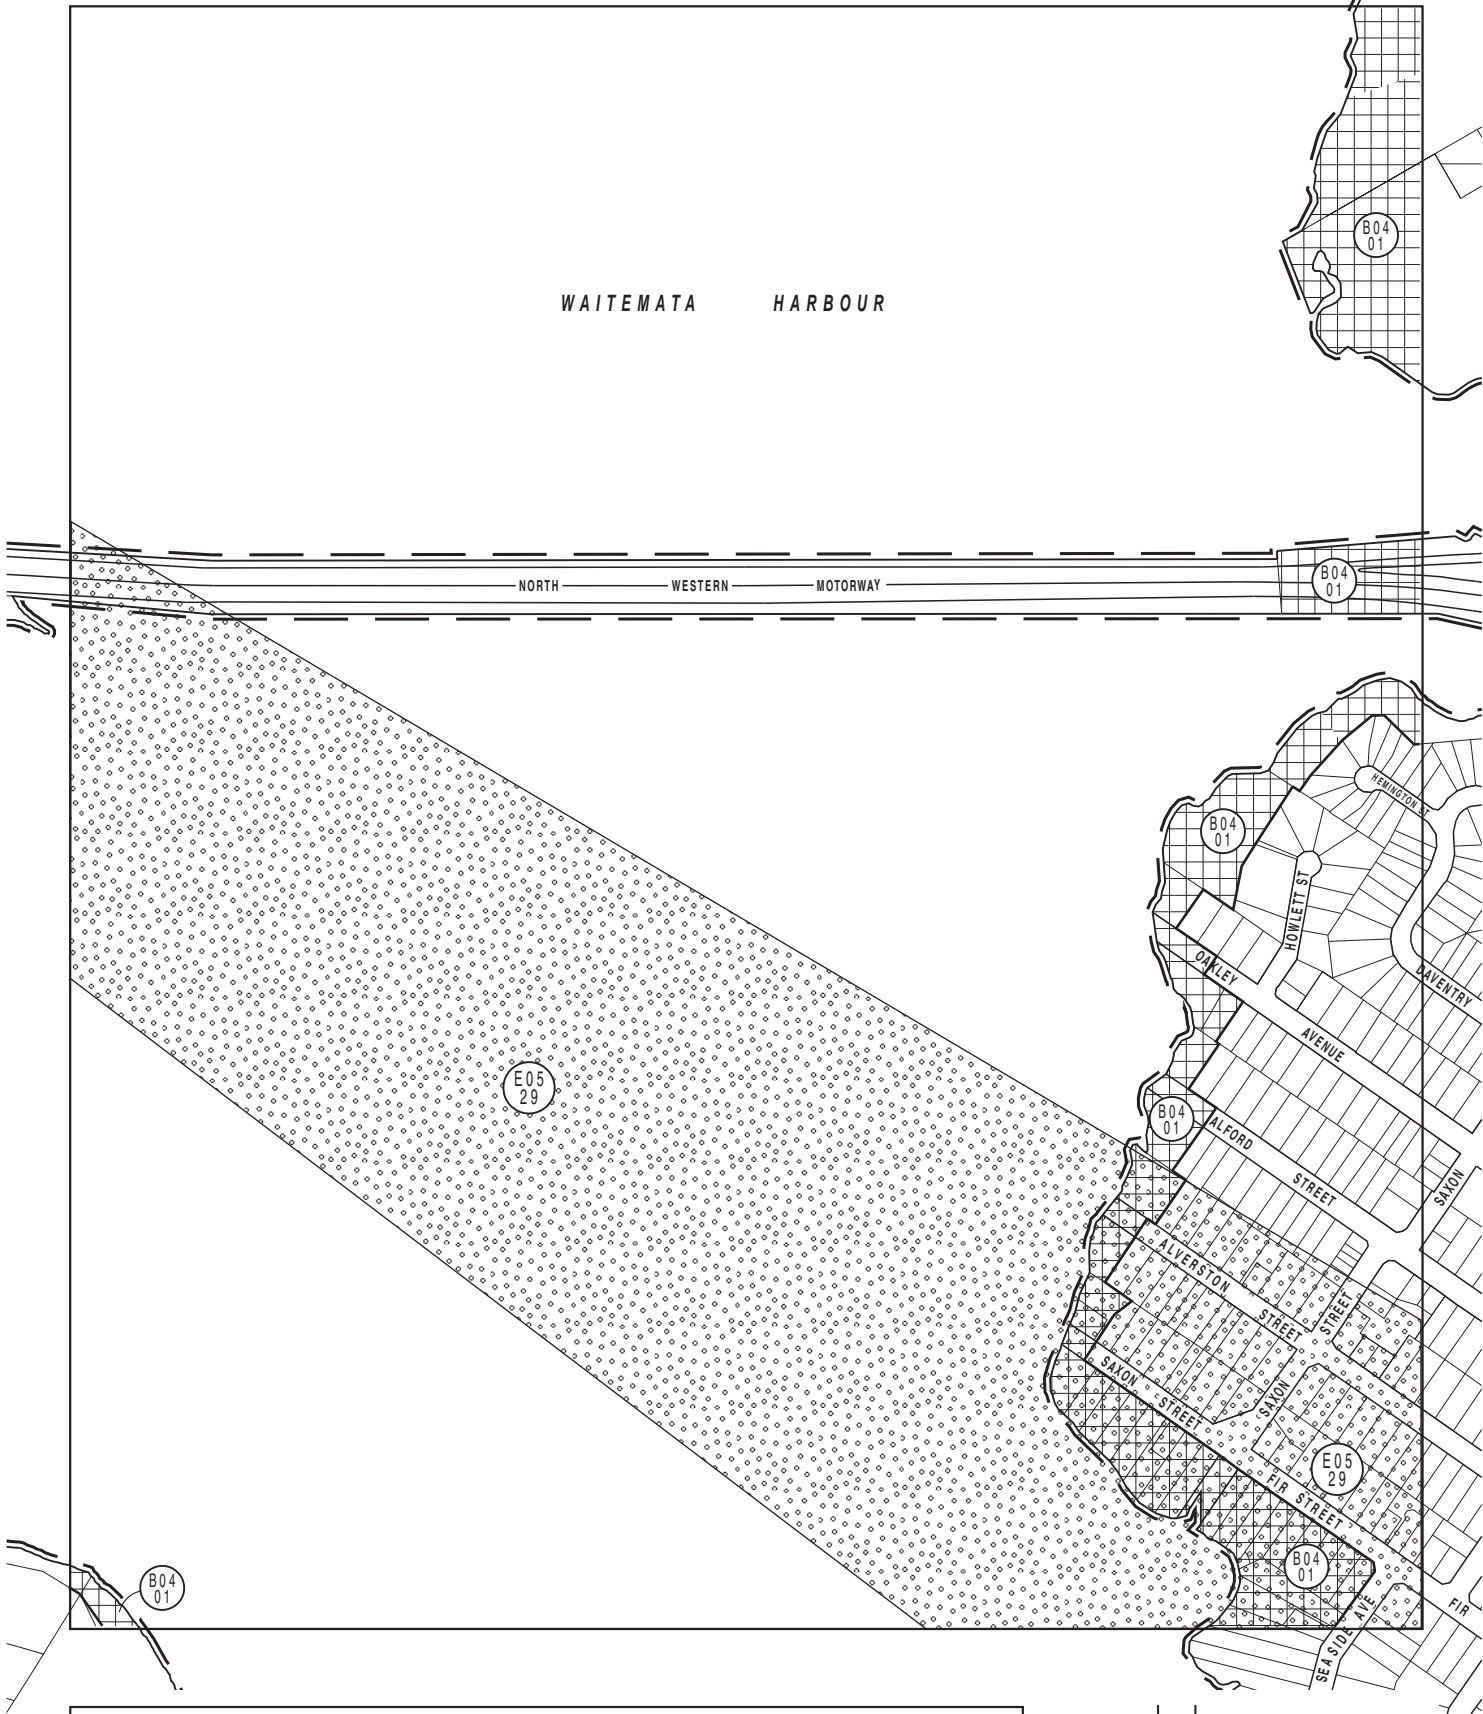 B04
01
WAITEMATA HARBOUR
NORTH WESTERN MOTORWAY
B04
01
HEMINGTON ST
B04
01
HOWLETT ST
OAKLEY
DAVENTRY
AVENUE
E05
29
B04
01
ALFORD
STREET
SAXON
ALVERSTON
STREET
STREET
SAXON
STREET
SAXON
E05
29
FIR STREET
B04
01
B04
01
FIR
SEASIDE AVE